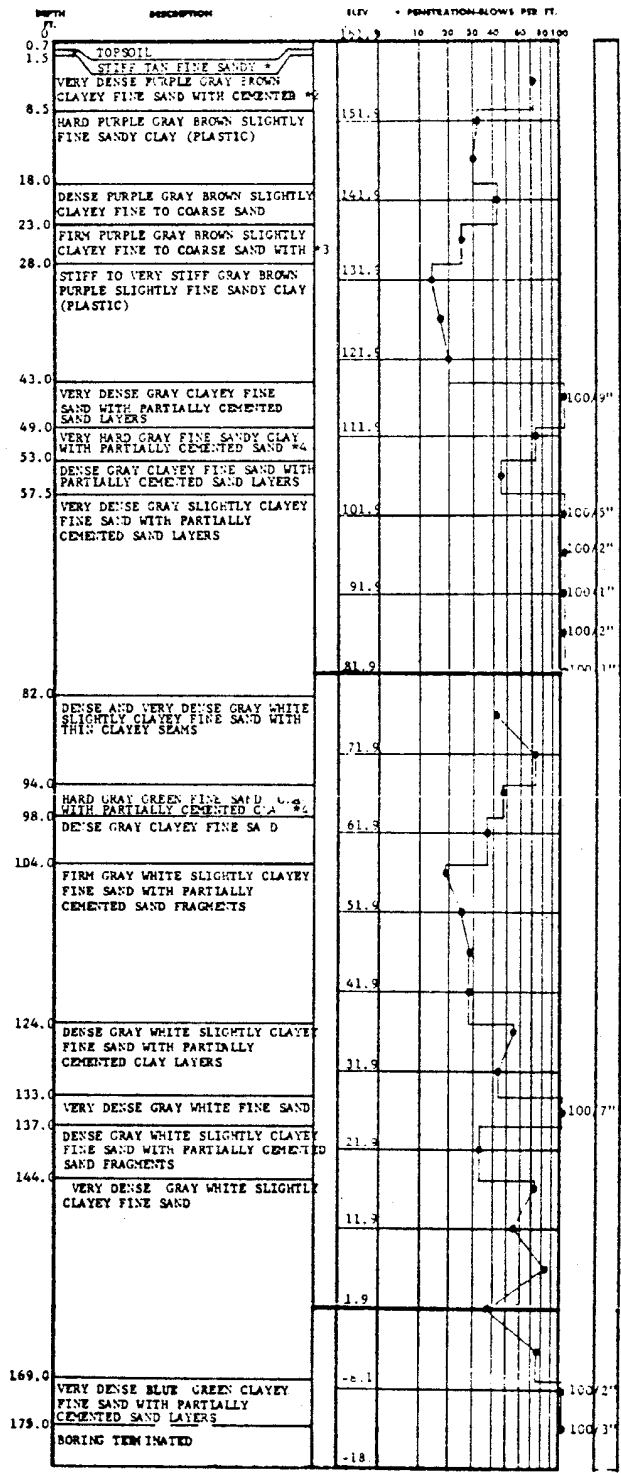 DEPTH FT. DESCRIPTION ELEV • PENETRATION-BLOWS PER FT.
0 10 20 30 40 60 80 100
0.7
TOPSOIL
1.5
STIFF TAN FINE SANDY *
VERY DENSE PURPLE GRAY BROWN
CLAYEY FINE SAND WITH CEMENTED
8.5
151.9
HARD PURPLE GRAY BROWN SLIGHTLY
FINE SANDY CLAY (PLASTIC)
18.0
141.9
DENSE PURPLE GRAY BROWN SLIGHTLY
CLAYEY FINE TO COARSE SAND
23.0
FIRM PURPLE GRAY BROWN SLIGHTLY
CLAYEY FINE TO COARSE SAND WITH *3
28.0
131.9
STIFF TO VERY STIFF GRAY BROWN
PURPLE SLIGHTLY FINE SANDY CLAY
(PLASTIC)
121.9
43.0
VERY DENSE GRAY CLAYEY FINE
SAND WITH PARTIALLY CEMENTED
SAND LAYERS
100/9"
49.0
111.9
VERY HARD GRAY FINE SANDY CLAY
WITH PARTIALLY CEMENTED SAND *4
53.0
DENSE GRAY CLAYEY FINE SAND WITH
PARTIALLY CEMENTED SAND LAYERS
57.5
VERY DENSE GRAY SLIGHTLY CLAYEY
FINE SAND WITH PARTIALLY
CEMENTED SAND LAYERS
101.9
100/5"
100/2"
91.9
100/1"
100/2"
81.9
82.0
DENSE AND VERY DENSE GRAY WHITE
SLIGHTLY CLAYEY FINE SAND WITH
THIN CLAYEY SEAMS
71.9
94.0
HARD GRAY GREEN FINE SAND
WITH PARTIALLY CEMENTED *4
98.0
DENSE GRAY CLAYEY FINE SA D
61.9
104.0
FIRM GRAY WHITE SLIGHTLY CLAYEY
FINE SAND WITH PARTIALLY
CEMENTED SAND FRAGMENTS
51.9
41.9
124.0
DENSE GRAY WHITE SLIGHTLY CLAYEY
FINE SAND WITH PARTIALLY
CEMENTED CLAY LAYERS
31.9
133.0
VERY DENSE GRAY WHITE FINE SAND
100/7"
137.0
DENSE GRAY WHITE SLIGHTLY CLAYEY
FINE SAND WITH PARTIALLY CEMENTED
SAND FRAGMENTS
21.9
144.0
VERY DENSE GRAY WHITE SLIGHTLY
CLAYEY FINE SAND
11.9
1.9
169.0
-8.1
VERY DENSE BLUE GREEN CLAYEY
FINE SAND WITH PARTIALLY
CEMENTED SAND LAYERS
100/2"
175.0
100/3"
BORING TERMINATED
-18.